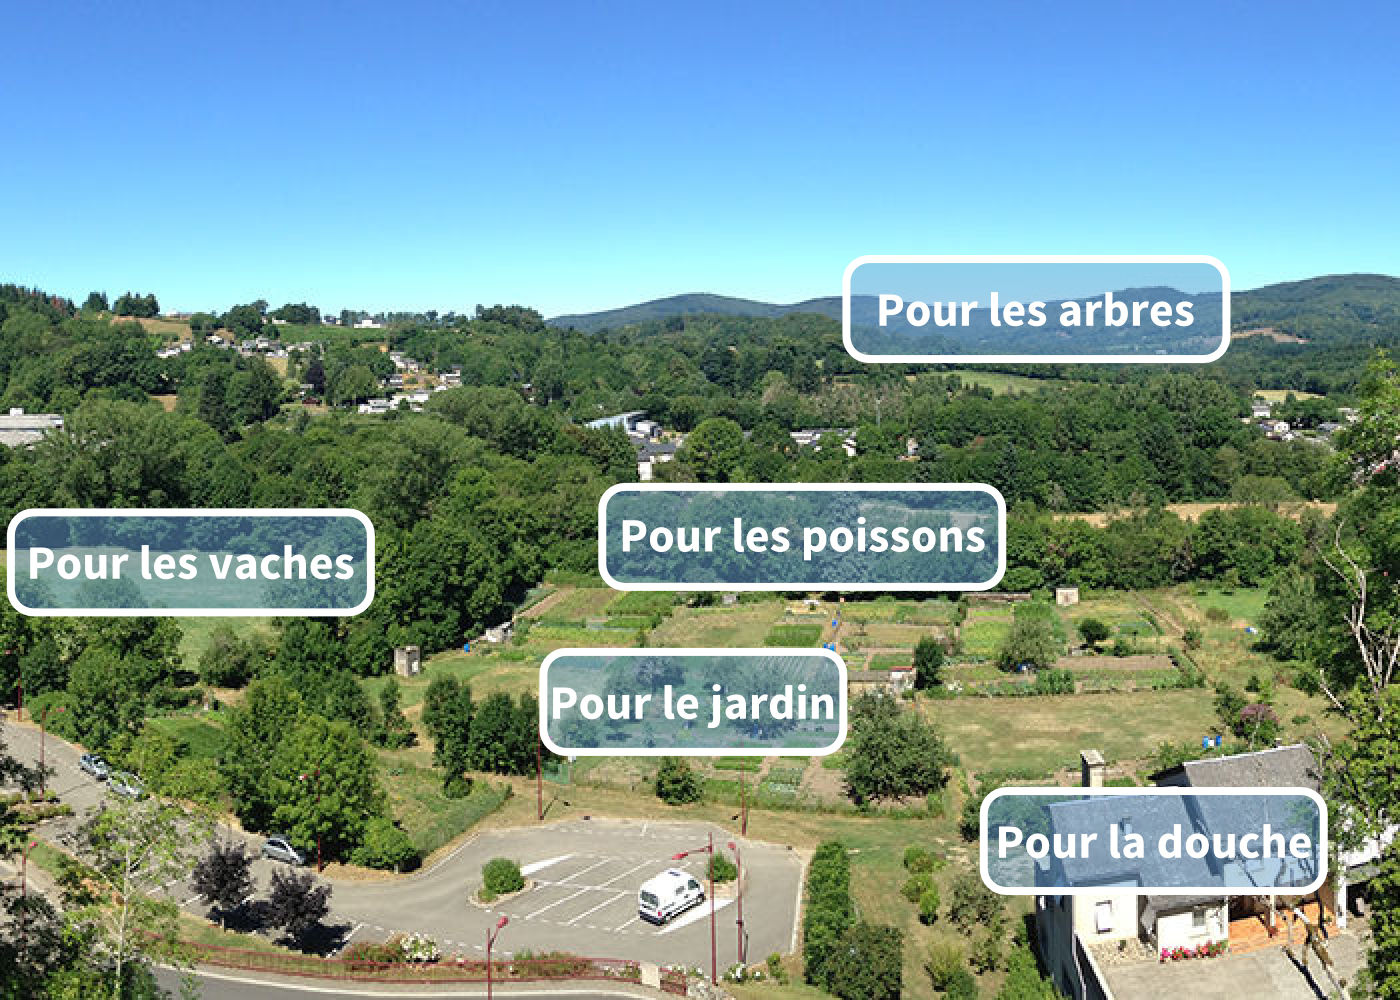 Pour les arbres
Pour les poissons
Pour les vaches
Pour le jardin
Pour la douche